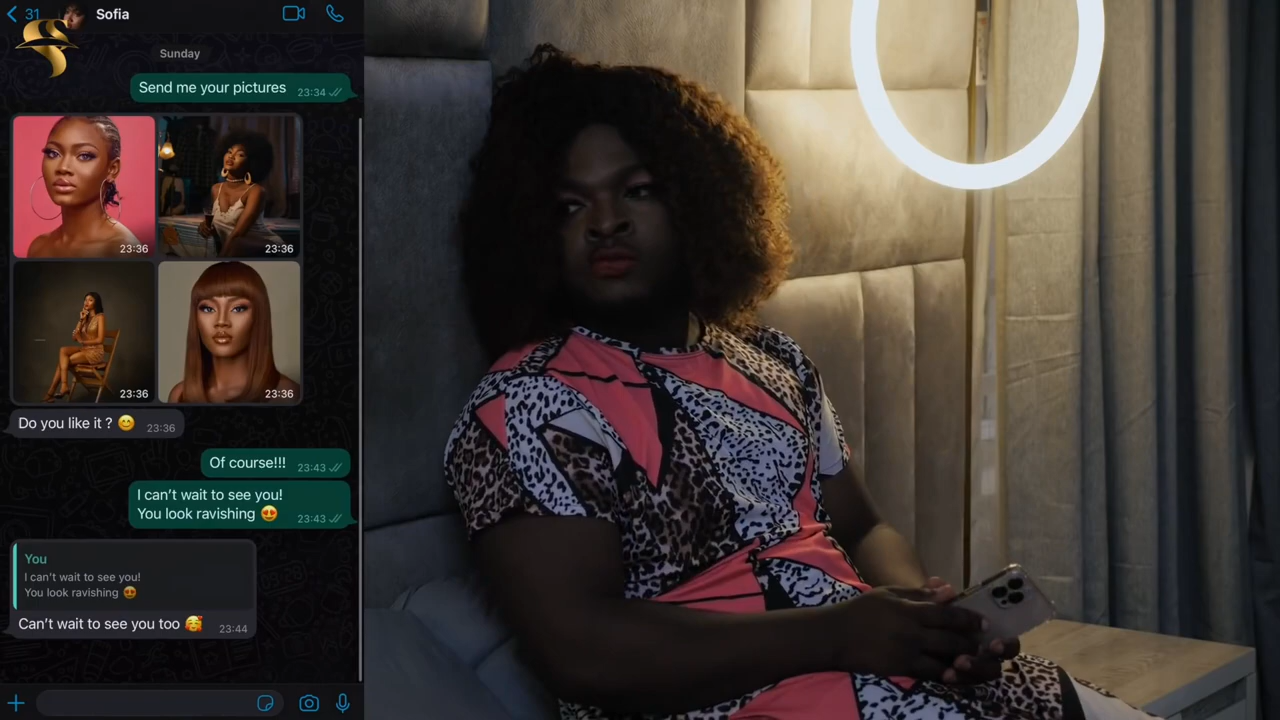 31
Sofia
Sunday
Send me your pictures 23:34
23:36
23:36
23:36
23:36
Do you like it ? 😊 23:36
Of course!!! 23:43
I can't wait to see you!
You look ravishing 😍 23:43
You
I can't wait to see you!
You look ravishing 😍
Can't wait to see you too 🥰 23:44